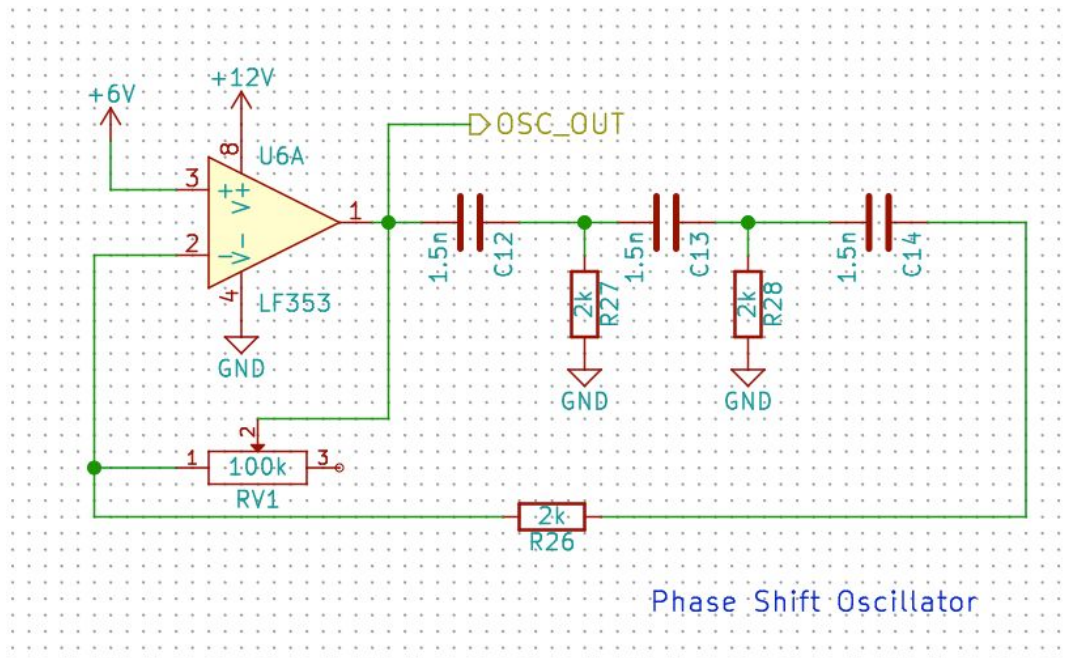 +6V
+12V
8
U6A
OSC_OUT
3
+
V+
1
2
-
V-
4
LF353
GND
1.5n
C12
1.5n
C13
1.5n
C14
2k
R27
2k
R28
GND
GND
2
1
100k
3
RV1
2k
R26
Phase Shift Oscillator